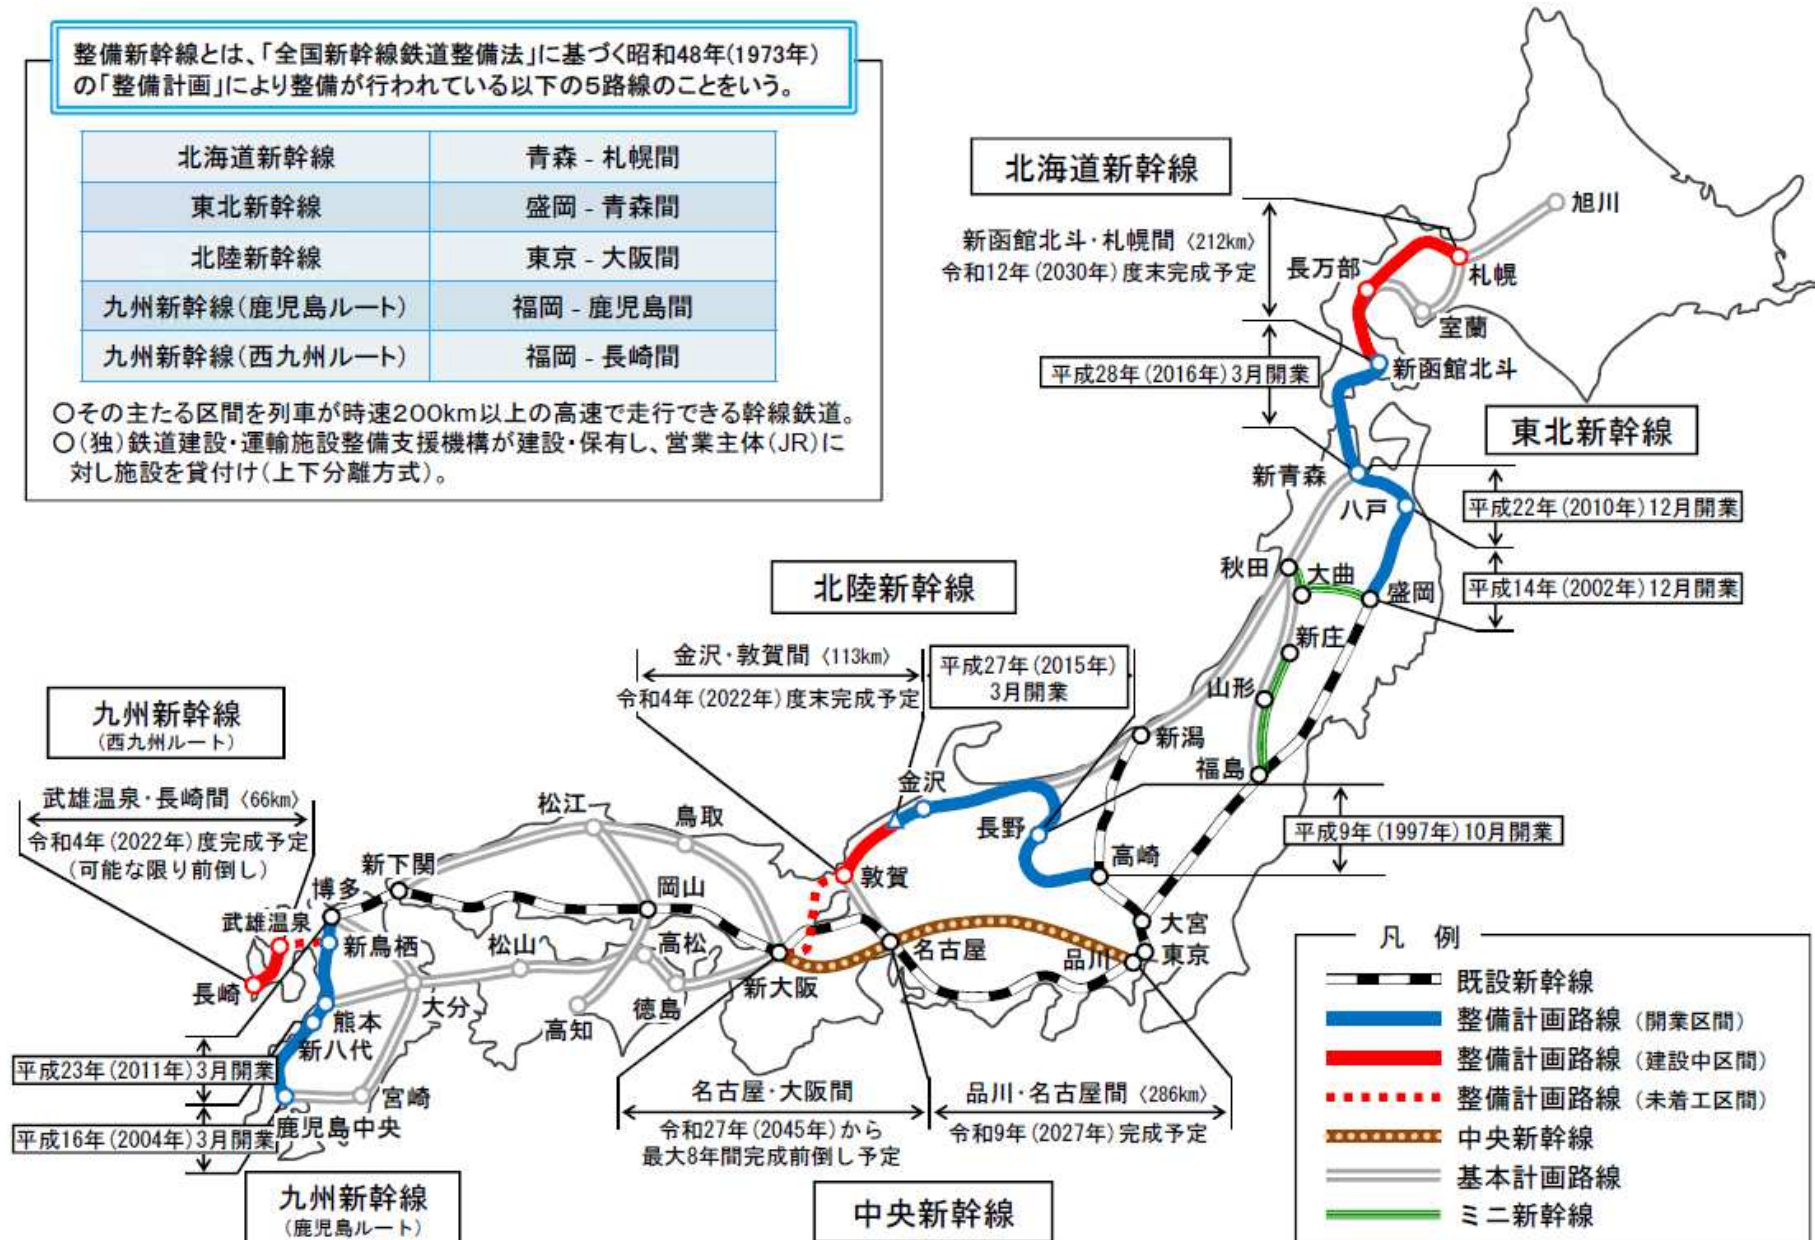 整備新幹線とは、「全国新幹線鉄道整備法」に基づく昭和48年(1973年)
の「整備計画」により整備が行われている以下の5路線のことをいう。
北海道新幹線 青森 - 札幌間
東北新幹線 盛岡 - 青森間
北陸新幹線 東京 - 大阪間
九州新幹線(鹿児島ルート) 福岡 - 鹿児島間
九州新幹線(西九州ルート) 福岡 - 長崎間
○その主たる区間を列車が時速200km以上の高速で走行できる幹線鉄道。
○(独)鉄道建設・運輸施設整備支援機構が建設・保有し、営業主体(JR)に
対し施設を貸付け(上下分離方式)。
北海道新幹線
新函館北斗・札幌間〈212km〉
令和12年(2030年)度末完成予定
旭川
長万部
札幌
室蘭
平成28年(2016年)3月開業
新函館北斗
東北新幹線
新青森
八戸
平成22年(2010年)12月開業
秋田
大曲
盛岡
平成14年(2002年)12月開業
新庄
山形
新潟
福島
北陸新幹線
金沢・敦賀間〈113km〉
令和4年(2022年)度末完成予定
平成27年(2015年)
3月開業
金沢
長野
高崎
平成9年(1997年)10月開業
敦賀
大宮
東京
品川
名古屋
九州新幹線
(西九州ルート)
武雄温泉・長崎間〈66km〉
令和4年(2022年)度完成予定
(可能な限り前倒し)
松江
鳥取
新下関
博多
岡山
武雄温泉
新鳥栖
松山
高松
新大阪
長崎
大分
徳島
高知
熊本
新八代
平成23年(2011年)3月開業
宮崎
鹿児島中央
平成16年(2004年)3月開業
九州新幹線
(鹿児島ルート)
名古屋・大阪間
令和27年(2045年)から
最大8年間完成前倒し予定
品川・名古屋間〈286km〉
令和9年(2027年)完成予定
中央新幹線
凡 例
既設新幹線
整備計画路線(開業区間)
整備計画路線(建設中区間)
整備計画路線(未着工区間)
中央新幹線
基本計画路線
ミニ新幹線